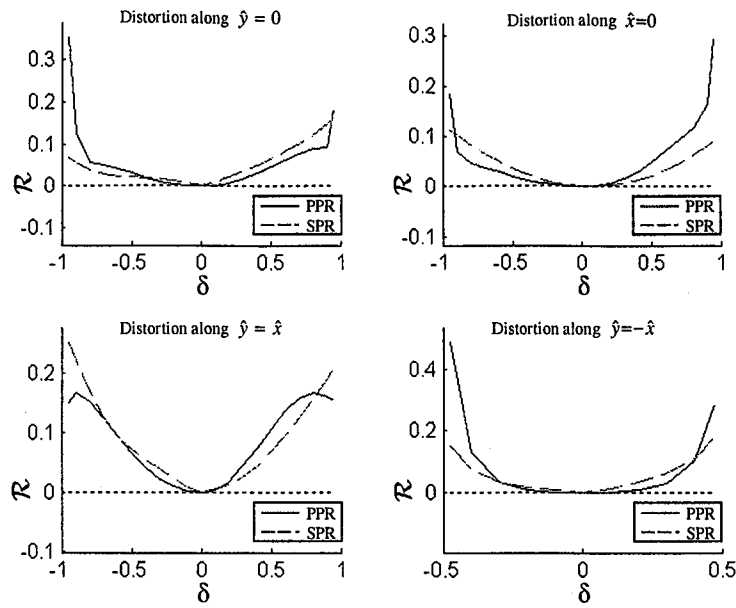 Distortion along ŷ = 0
0.3
0.2
0.1
0
-0.1
ℛ
PPR
SPR
-1 -0.5 0 0.5 1
δ
Distortion along x̂=0
0.3
0.2
0.1
0
-0.1
ℛ
PPR
SPR
-1 -0.5 0 0.5 1
δ
Distortion along ŷ = x̂
0.2
0.1
0
-0.1
ℛ
PPR
SPR
-1 -0.5 0 0.5 1
δ
Distortion along ŷ=-x̂
0.4
0.2
0
ℛ
PPR
SPR
-0.5 0 0.5
δ